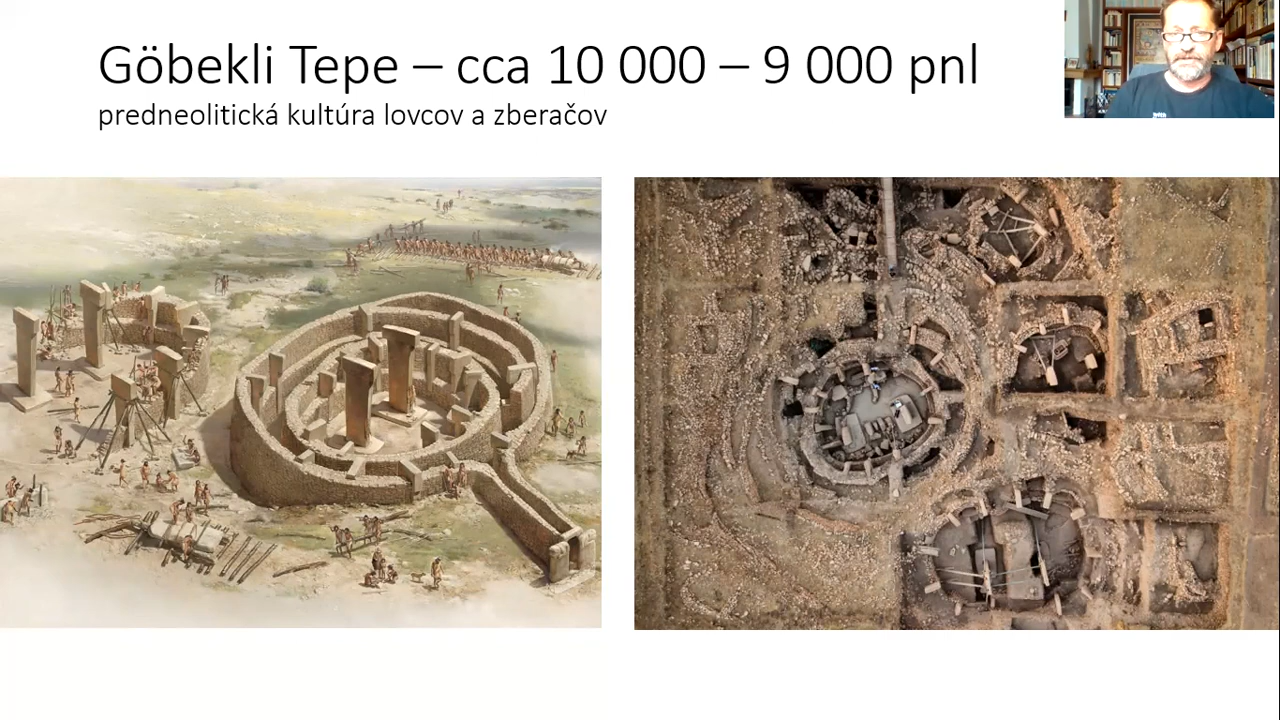 Göbekli Tepe – cca 10 000 – 9 000 pnl
predneolitická kultúra lovcov a zberačov